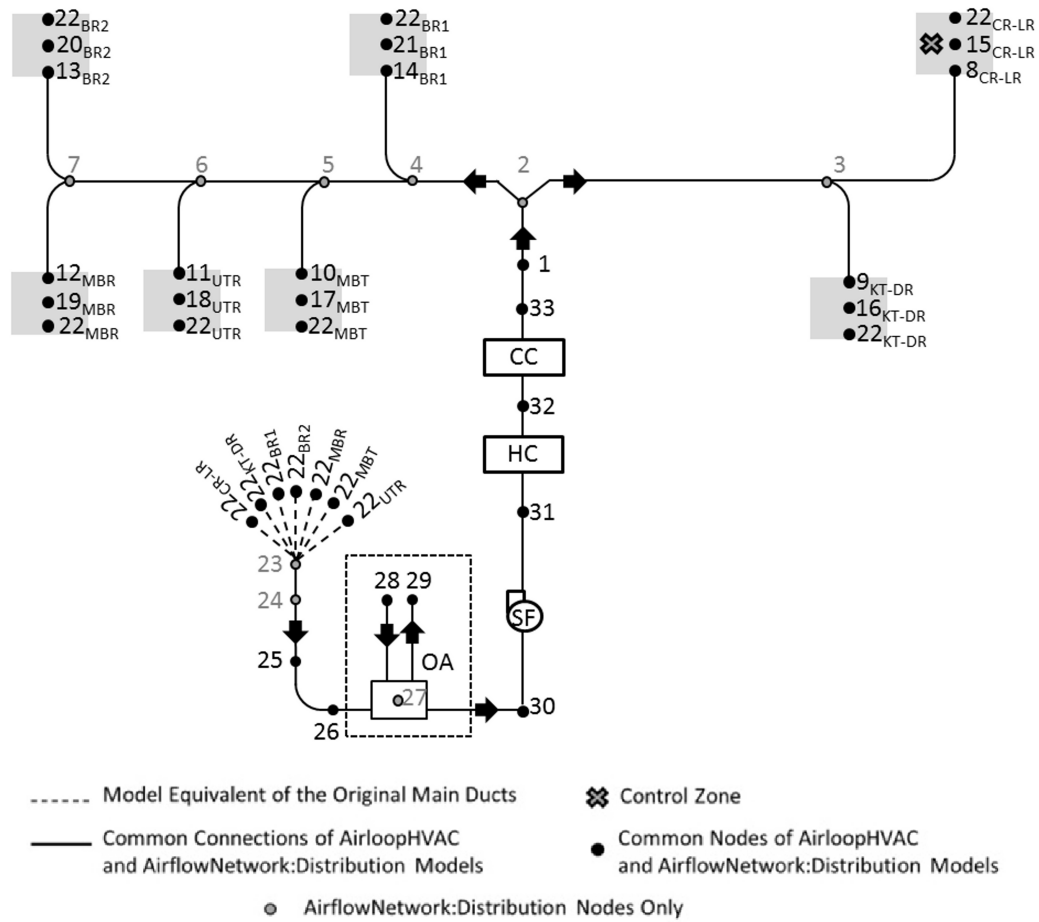 22BR2
20BR2
13BR2
22BR1
21BR1
14BR1
22CR-LR
15CR-LR
8CR-LR
7
6
5
4
2
3
12MBR
19MBR
22MBR
11UTR
18UTR
22UTR
10MBT
17MBT
22MBT
9KT-DR
16KT-DR
22KT-DR
1
33
CC
32
HC
31
SF
30
22CR-LR
22KT-DR
22BR1
22BR2
22MBR
22MBT
22UTR
23
24
25
26
28 29
OA
27
Model Equivalent of the Original Main Ducts
Control Zone
Common Connections of AirloopHVAC
and AirflowNetwork:Distribution Models
Common Nodes of AirloopHVAC
and AirflowNetwork:Distribution Models
AirflowNetwork:Distribution Nodes Only